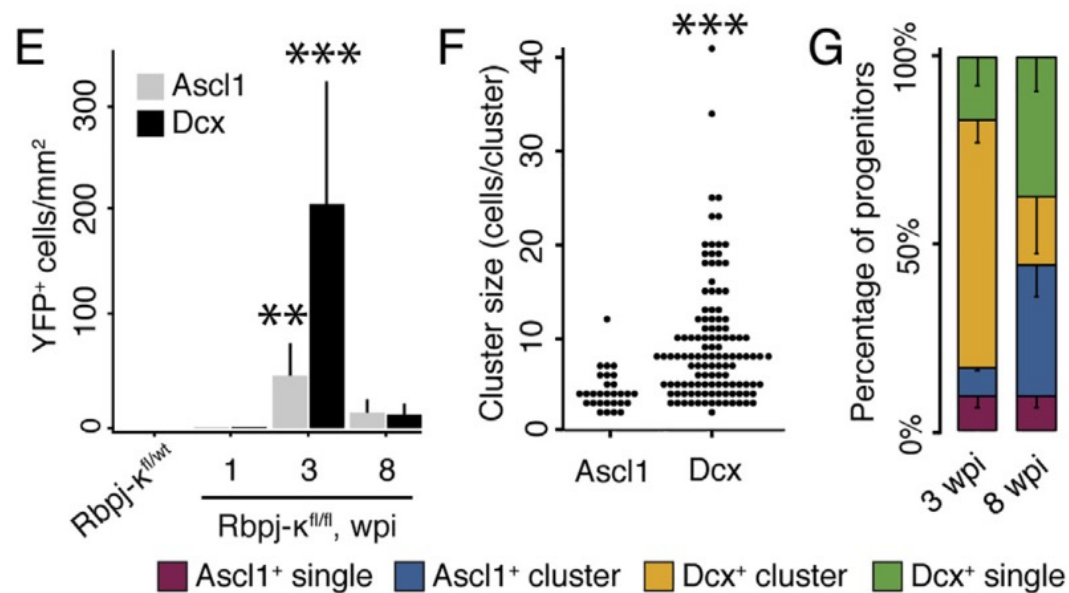 E
YFP⁺ cells/mm²
300
200
100
0
Ascl1
Dcx
**
***
Rbpj-κfl/wt
1 3 8
Rbpj-κfl/fl, wpi
F
Cluster size (cells/cluster)
40
30
20
10
0
***
Ascl1 Dcx
G
Percentage of progenitors
100%
50%
0%
3 wpi
8 wpi
Ascl1⁺ single Ascl1⁺ cluster Dcx⁺ cluster Dcx⁺ single